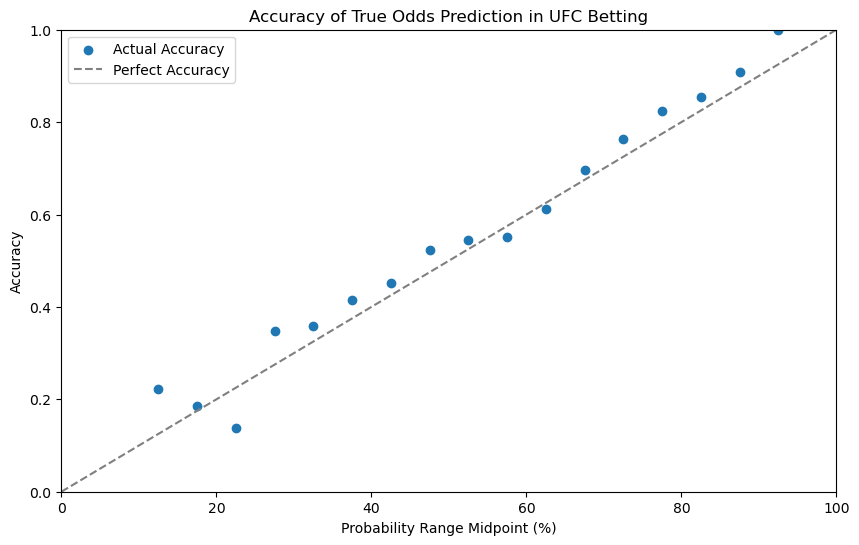 Accuracy of True Odds Prediction in UFC Betting
Actual Accuracy
Perfect Accuracy
1.0
0.8
0.6
0.4
0.2
0.0
Accuracy
0 20 40 60 80 100
Probability Range Midpoint (%)